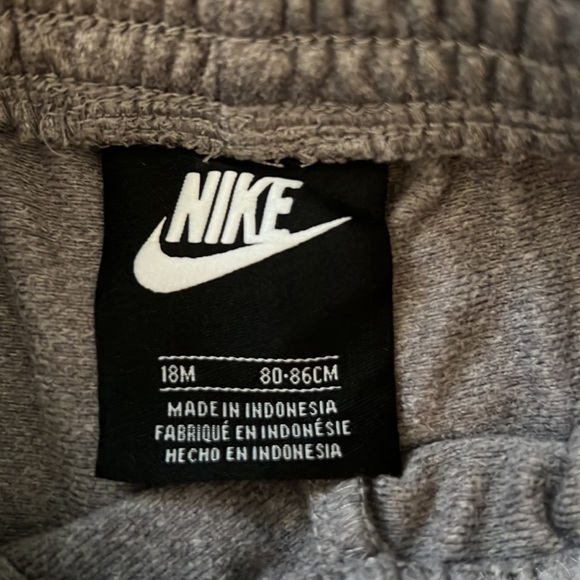 NIKE
18M 80-86CM
MADE IN INDONESIA
FABRIQUÉ EN INDONÉSIE
HECHO EN INDONESIA